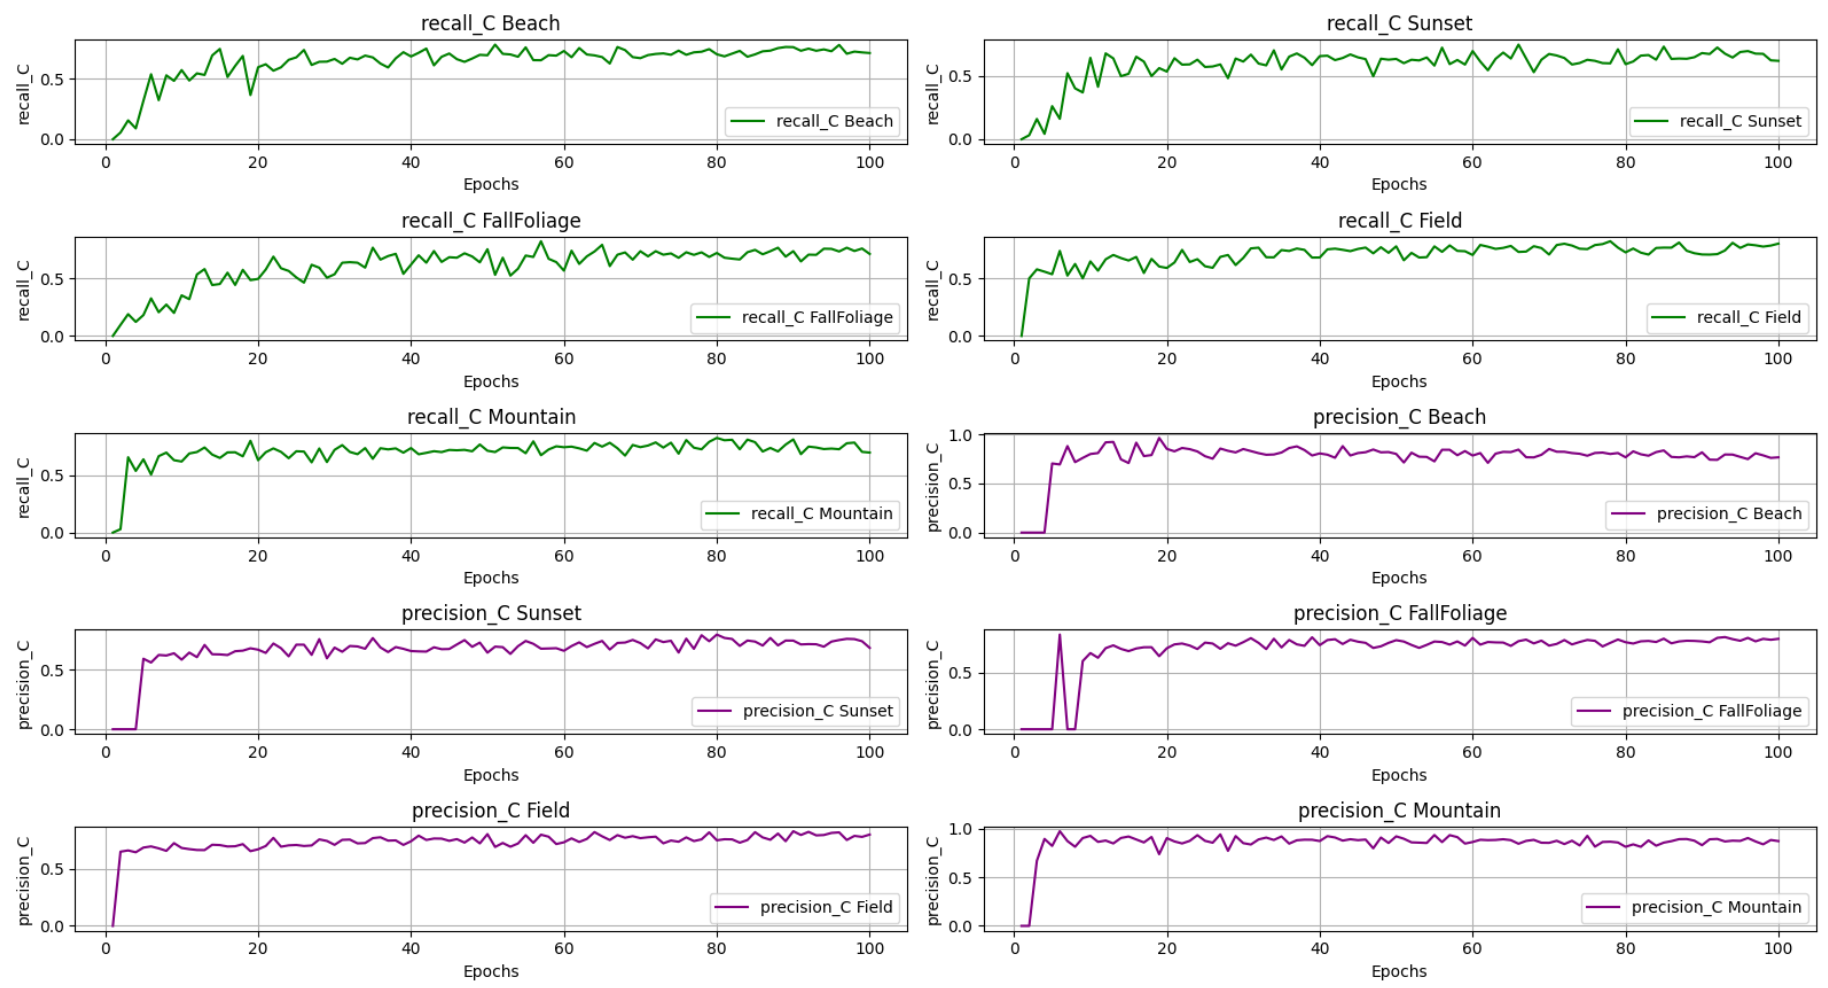 recall_C Beach
recall_C
0.5
0.0
recall_C Beach
0 20 40 60 80 100
Epochs
recall_C Sunset
recall_C
0.5
0.0
recall_C Sunset
0 20 40 60 80 100
Epochs
recall_C FallFoliage
recall_C
0.5
0.0
recall_C FallFoliage
0 20 40 60 80 100
Epochs
recall_C Field
recall_C
0.5
0.0
recall_C Field
0 20 40 60 80 100
Epochs
recall_C Mountain
recall_C
0.5
0.0
recall_C Mountain
0 20 40 60 80 100
Epochs
precision_C Beach
precision_C
1.0
0.5
0.0
precision_C Beach
0 20 40 60 80 100
Epochs
precision_C Sunset
precision_C
0.5
0.0
precision_C Sunset
0 20 40 60 80 100
Epochs
precision_C FallFoliage
precision_C
0.5
0.0
precision_C FallFoliage
0 20 40 60 80 100
Epochs
precision_C Field
precision_C
0.5
0.0
precision_C Field
0 20 40 60 80 100
Epochs
precision_C Mountain
precision_C
1.0
0.5
0.0
precision_C Mountain
0 20 40 60 80 100
Epochs